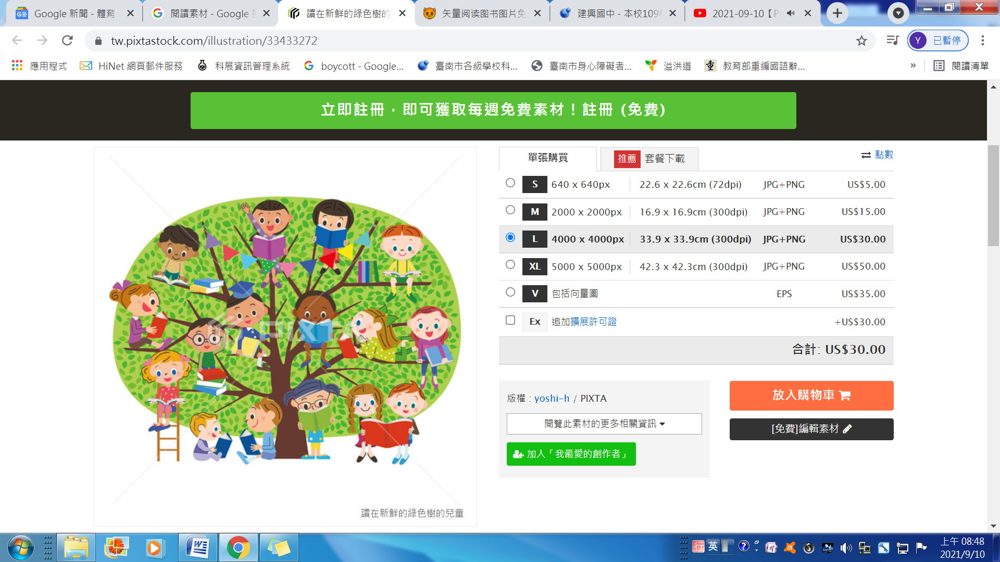 Google 新聞 - 體育
閱讀素材 - Google
讀在新鮮的綠色樹的
矢量阅读图书图片免
建興國中 - 本校109
2021-09-10【P
tw.pixtastock.com/illustration/33433272
Y 已暫停
應用程式
HiNet 網頁郵件服務
科展資訊管理系統
boycott - Google...
臺南市各級學校科...
臺南市身心障礙者...
溢洪道
重 教育部重編國語辭...
»
閱讀清單
立即註冊，即可獲取每週免費素材！註冊 (免費)
單張購買
推薦 套餐下載
點數
S 640 x 640px 22.6 x 22.6cm (72dpi) JPG+PNG US$5.00
M 2000 x 2000px 16.9 x 16.9cm (300dpi) JPG+PNG US$15.00
L 4000 x 4000px 33.9 x 33.9cm (300dpi) JPG+PNG US$30.00
XL 5000 x 5000px 42.3 x 42.3cm (300dpi) JPG+PNG US$50.00
V 包括向量圖 EPS US$35.00
Ex 追加擴展許可證 +US$30.00
合計: US$30.00
PIXTA
版權 : yoshi-h / PIXTA
放入購物車
閱覽此素材的更多相關資訊
[免費]編輯素材
加入「我最愛的創作者」
讀在新鮮的綠色樹的兒童
行 英
上午 08:48
2021/9/10